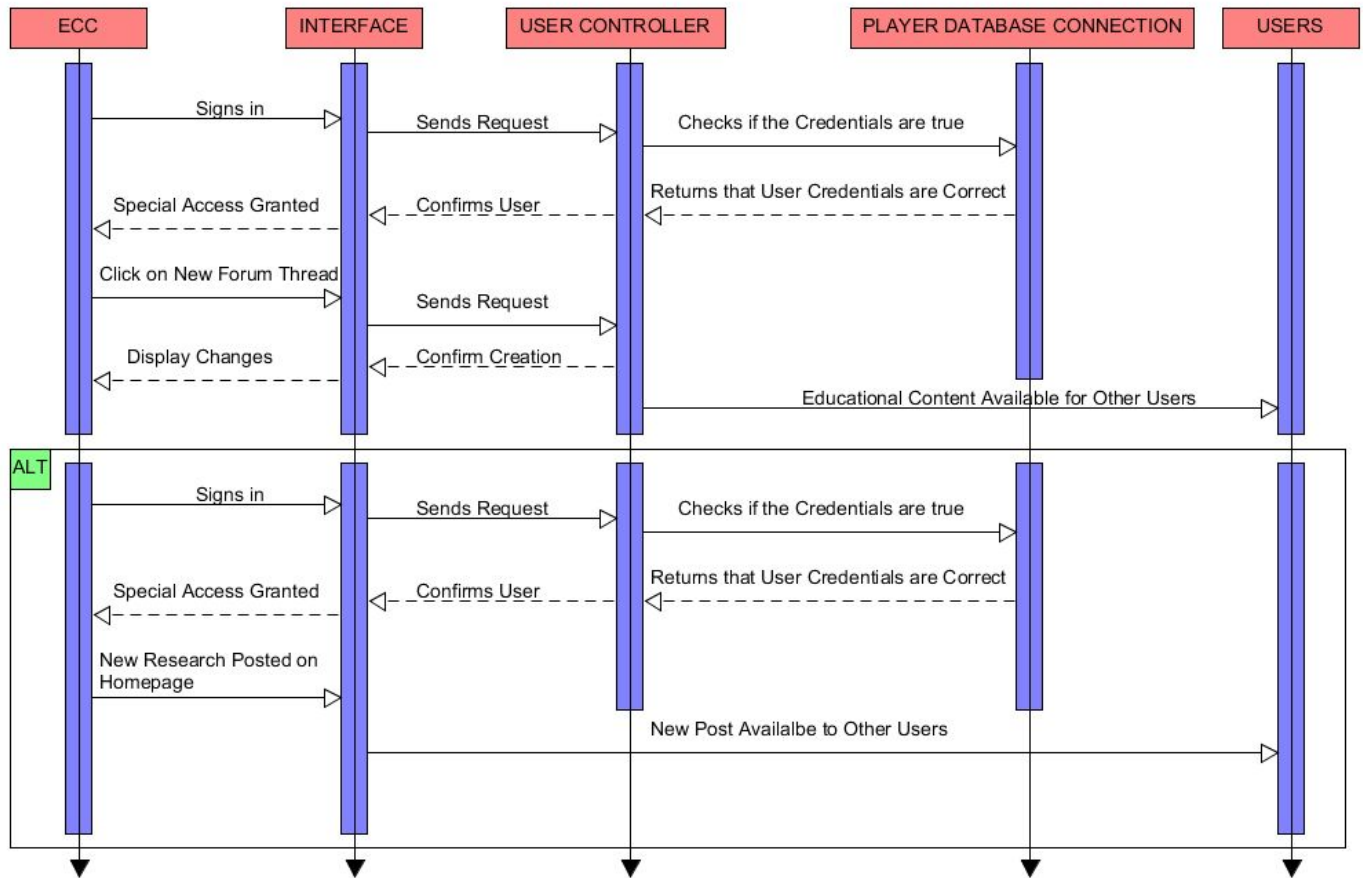 ECC
INTERFACE
USER CONTROLLER
PLAYER DATABASE CONNECTION
USERS
Signs in
Sends Request
Checks if the Credentials are true
Returns that User Credentials are Correct
Confirms User
Special Access Granted
Click on New Forum Thread
Sends Request
Confirm Creation
Display Changes
Educational Content Available for Other Users
ALT
Signs in
Sends Request
Checks if the Credentials are true
Returns that User Credentials are Correct
Confirms User
Special Access Granted
New Research Posted on
Homepage
New Post Availalbe to Other Users